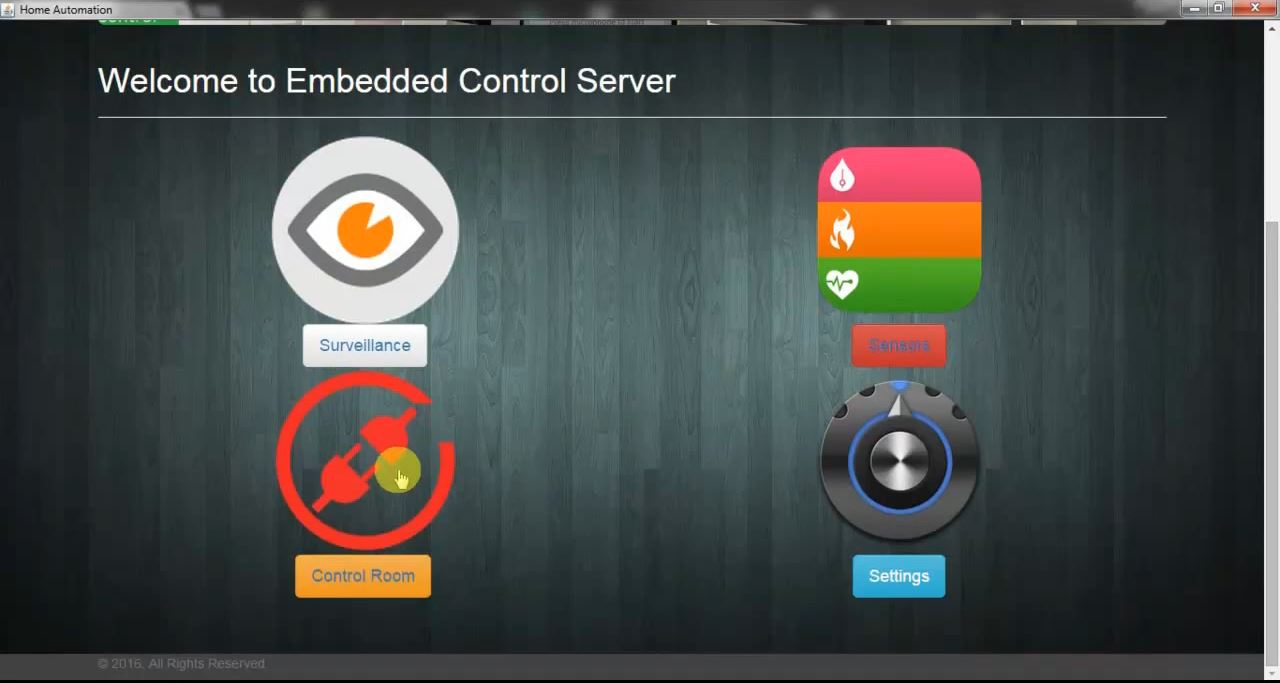 Home Automation
Welcome to Embedded Control Server
Surveillance
Sensors
Control Room
Settings
© 2016. All Rights Reserved